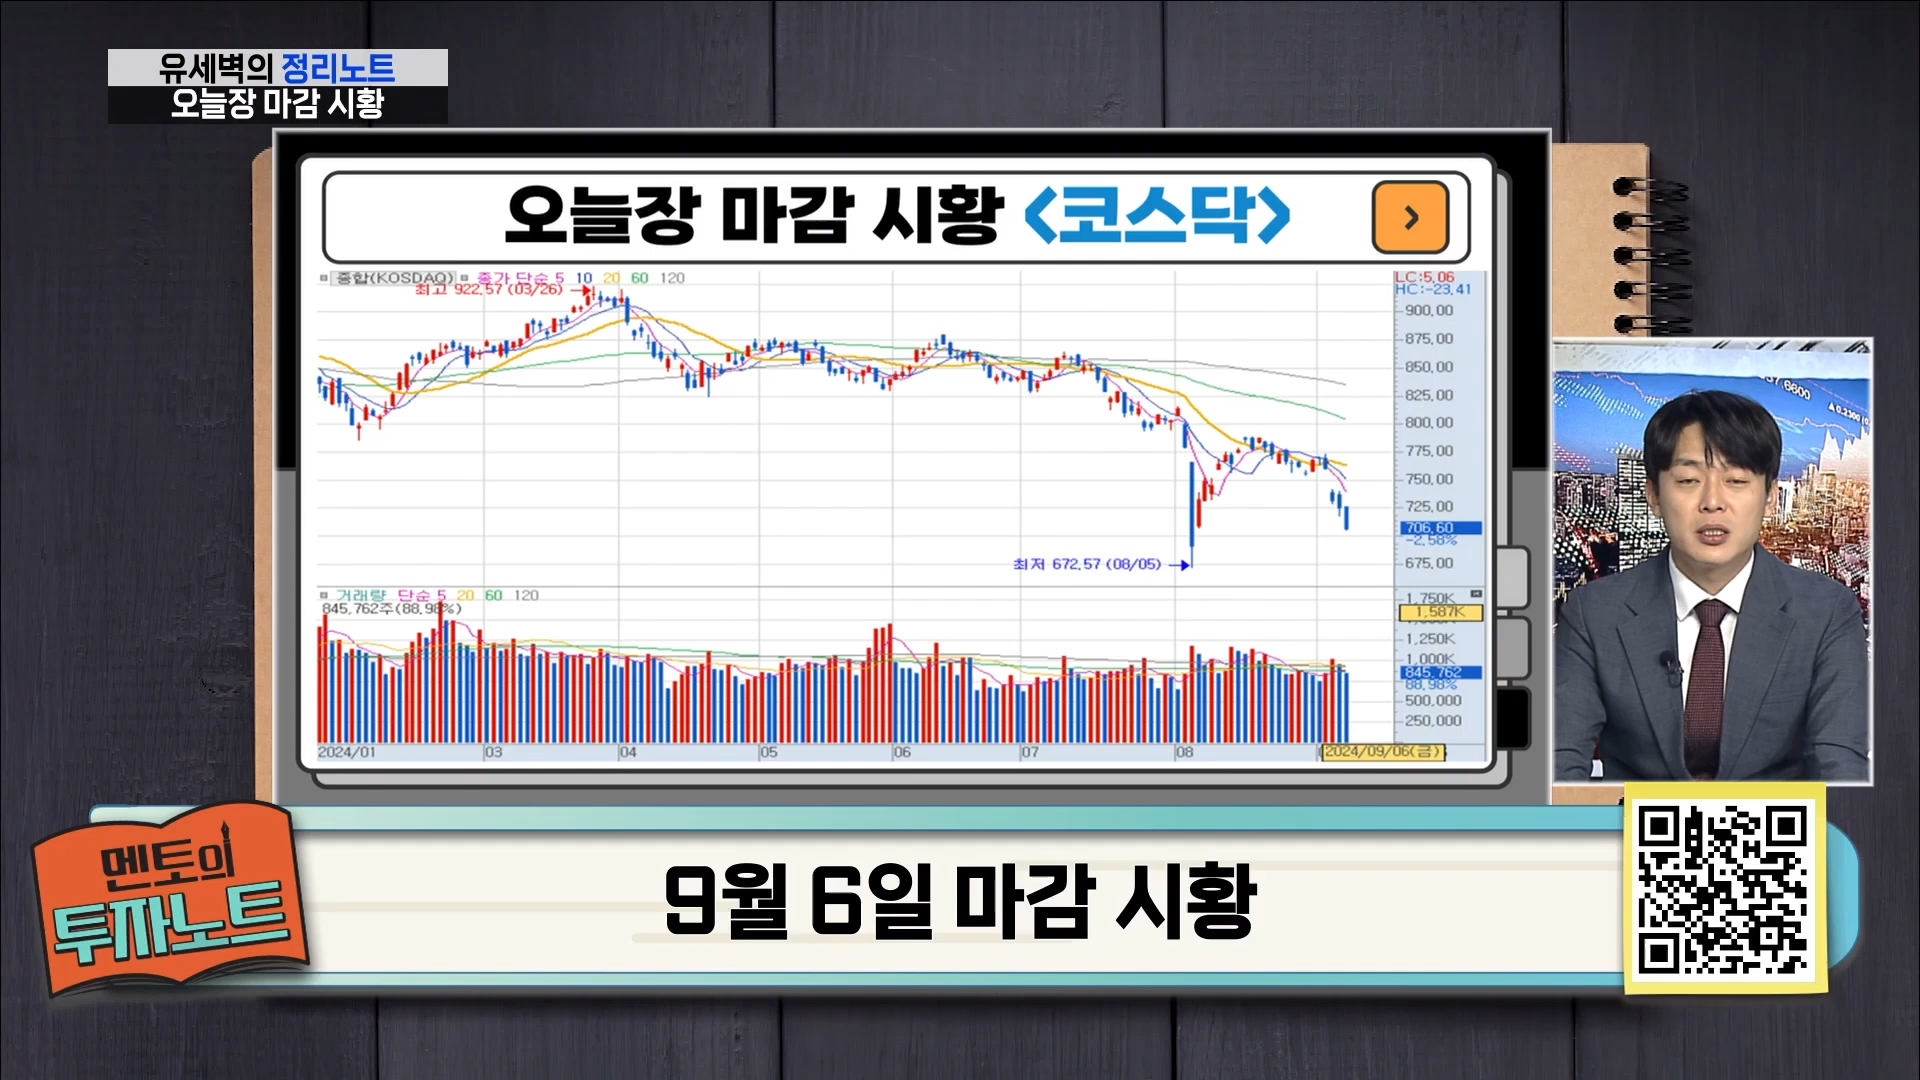 유세벽의 정리노트
오늘장 마감 시황
오늘장 마감 시황 <코스닥>
종합(KOSDAQ) 종가 단순 5 10 20 60 120
최고 922.57 (03/26)
LC:5.06
HC:-23.41
900.00
875.00
850.00
825.00
800.00
775.00
750.00
725.00
706.60
-2.58%
675.00
최저 672.57 (08/05)
거래량 단순 5 20 60 120
845,762주(88.98%)
1,750K
1,587K
1,250K
1,000K
845,762
88.98%
500,000
250,000
2024/01 03 04 05 06 07 08 2024/09/06(금)
37.6600
▲0.2300
멘토의
투자노트
9월 6일 마감 시황